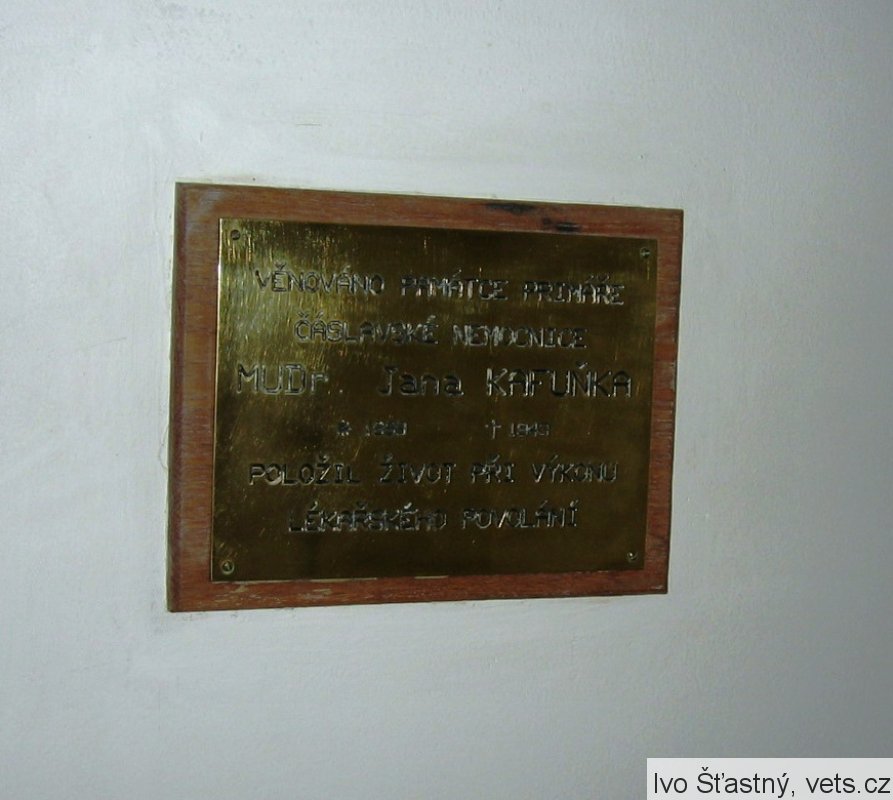 VĚNOVÁNO PAMÁTCE PRIMÁŘE
ČÁSLAVSKÉ NEMOCNICE
MUDr. Jana KAFUŇKA
* †
POLOŽIL ŽIVOT PŘI VÝKONU
LÉKAŘSKÉHO POVOLÁNÍ
Ivo Šťastný, vets.cz